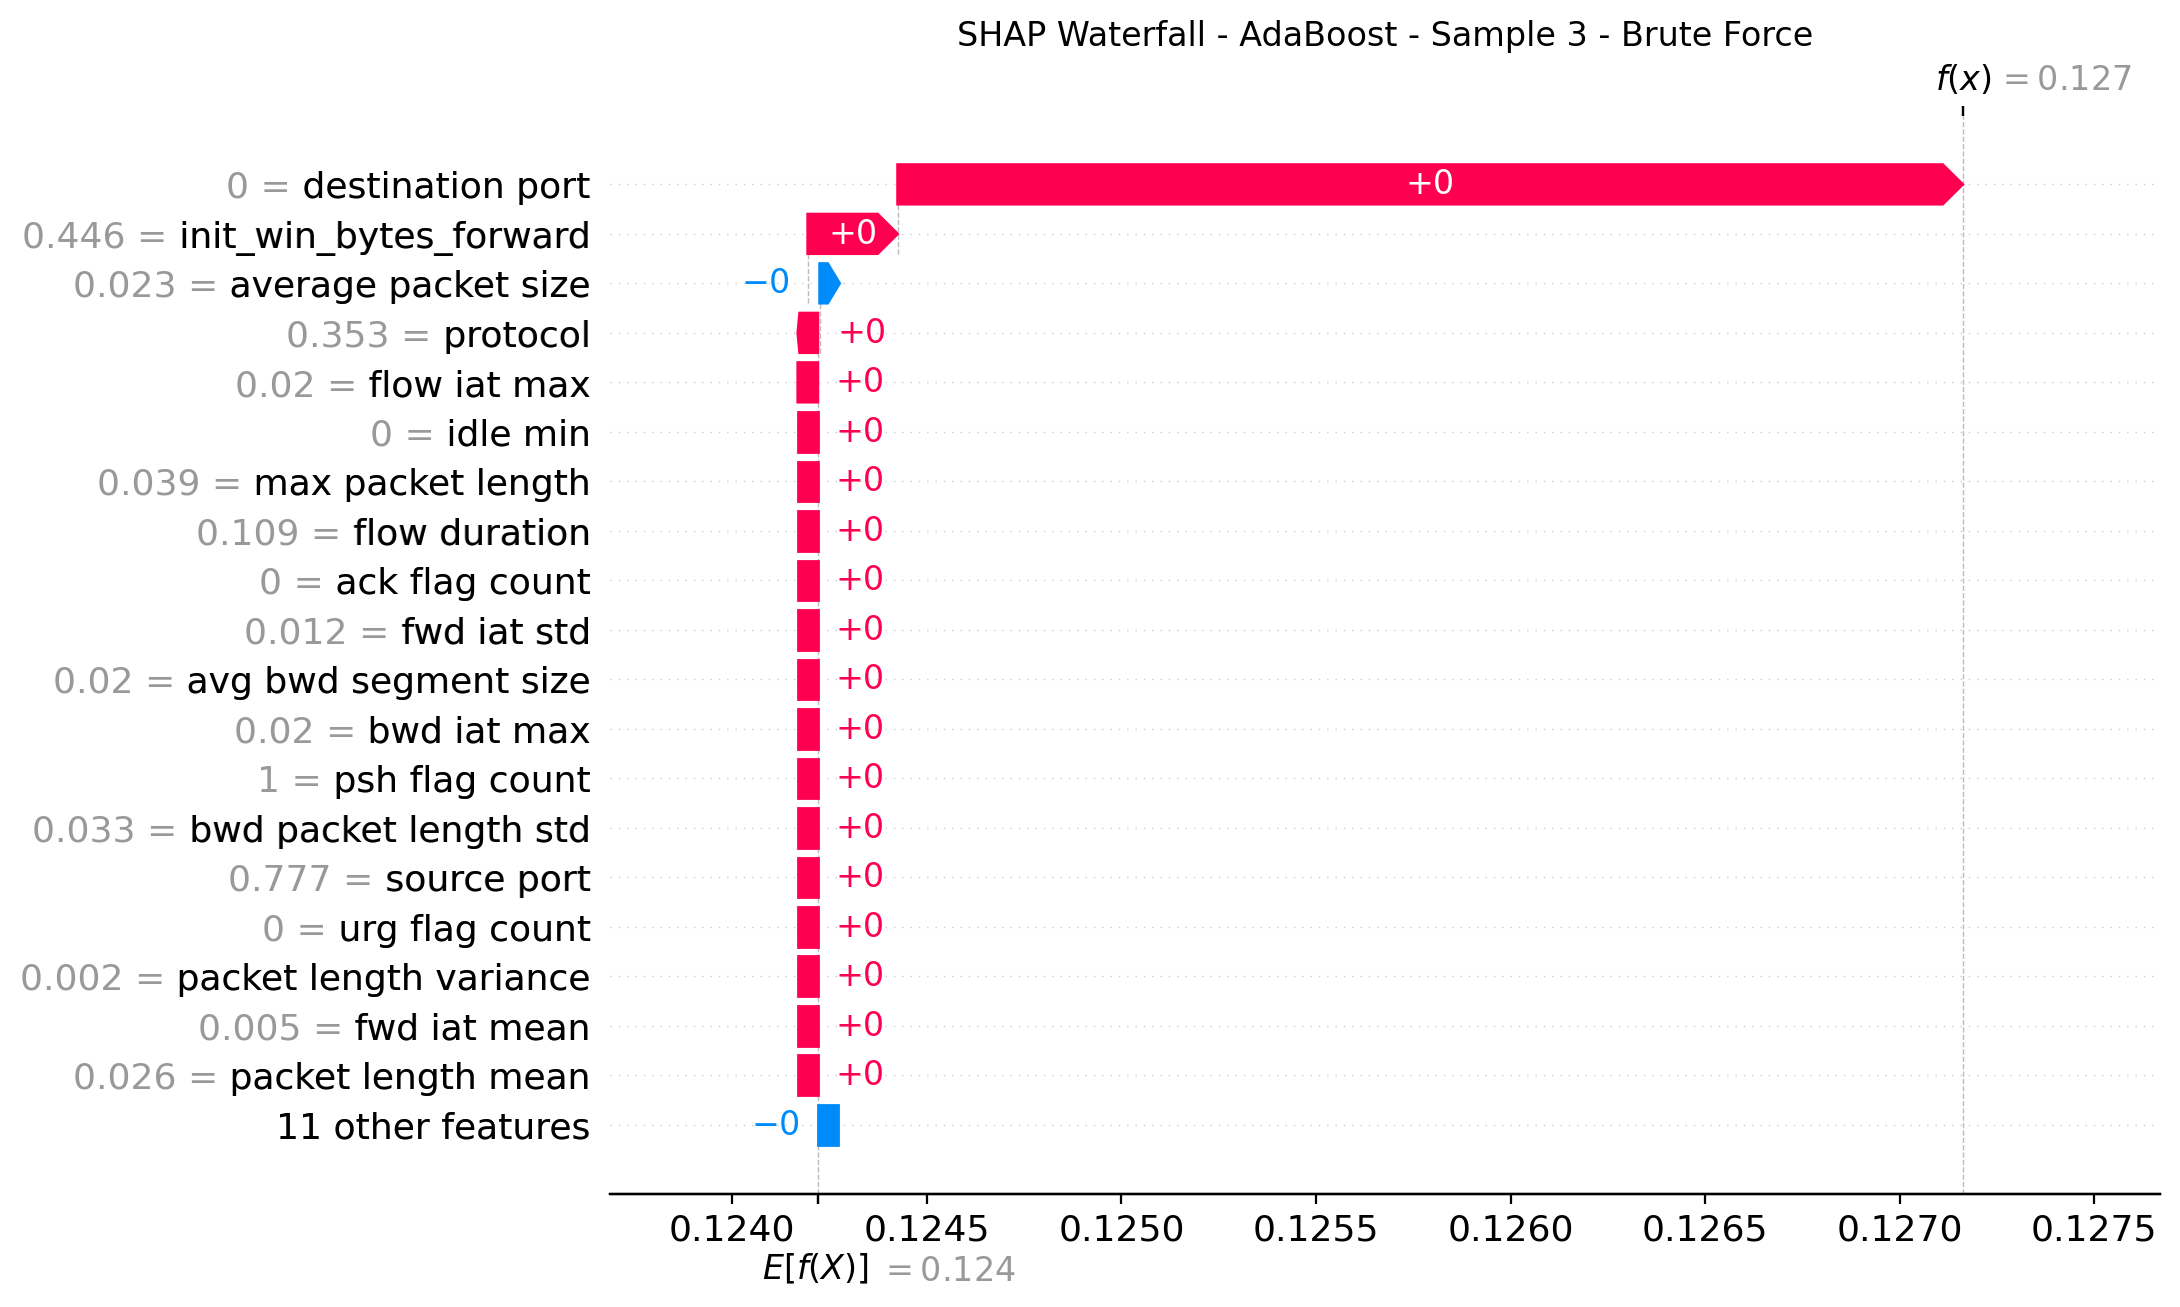 SHAP Waterfall - AdaBoost - Sample 3 - Brute Force
f(x) = 0.127
0 = destination port +0
0.446 = init_win_bytes_forward +0
0.023 = average packet size −0
0.353 = protocol +0
0.02 = flow iat max +0
0 = idle min +0
0.039 = max packet length +0
0.109 = flow duration +0
0 = ack flag count +0
0.012 = fwd iat std +0
0.02 = avg bwd segment size +0
0.02 = bwd iat max +0
1 = psh flag count +0
0.033 = bwd packet length std +0
0.777 = source port +0
0 = urg flag count +0
0.002 = packet length variance +0
0.005 = fwd iat mean +0
0.026 = packet length mean +0
11 other features −0
0.1240 0.1245 0.1250 0.1255 0.1260 0.1265 0.1270 0.1275
E[f(X)] = 0.124